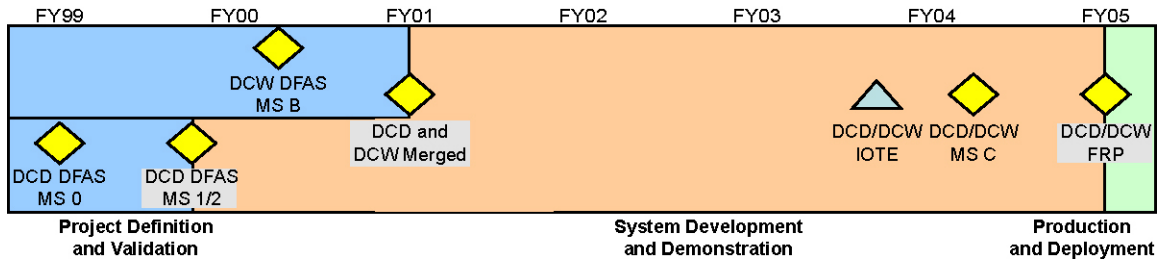 FY99 FY00 FY01 FY02 FY03 FY04 FY05
DCW DFAS
MS B
DCD and
DCW Merged
DCD/DCW
IOTE
DCD/DCW
MS C
DCD/DCW
FRP
DCD DFAS
MS 0
DCD DFAS
MS 1/2
Project Definition
and Validation
System Development
and Demonstration
Production
and Deployment